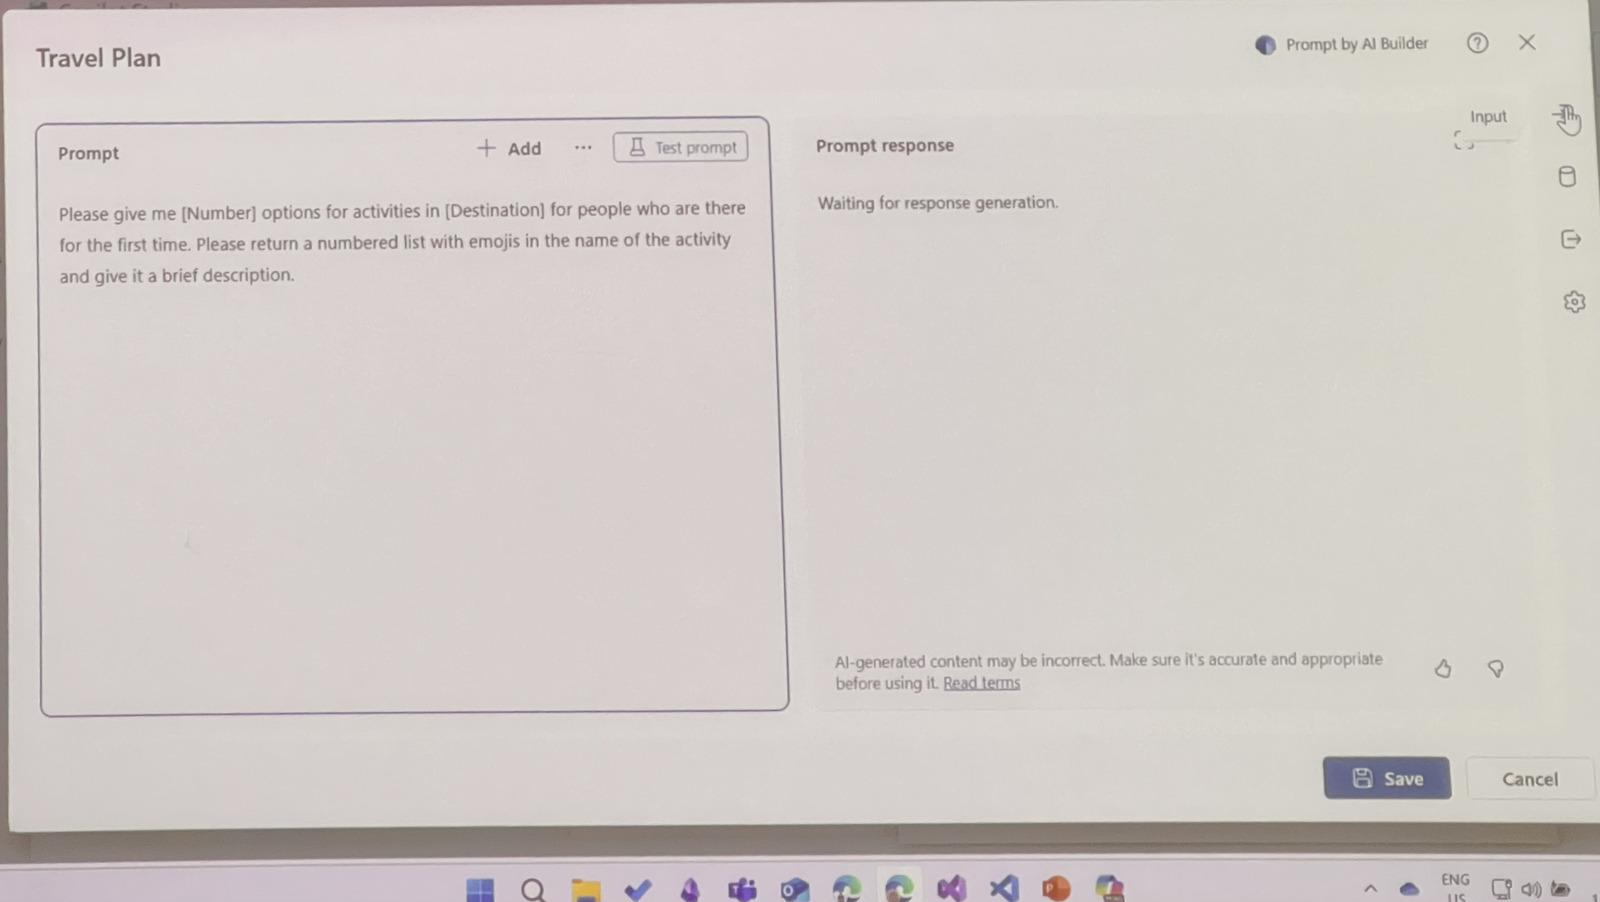 Travel Plan
Prompt by AI Builder
Prompt
Add
Test prompt
Please give me [Number] options for activities in [Destination] for people who are there
for the first time. Please return a numbered list with emojis in the name of the activity
and give it a brief description.
Prompt response
Input
Waiting for response generation.
AI-generated content may be incorrect. Make sure it's accurate and appropriate
before using it. Read terms
Save
Cancel
ENG
US